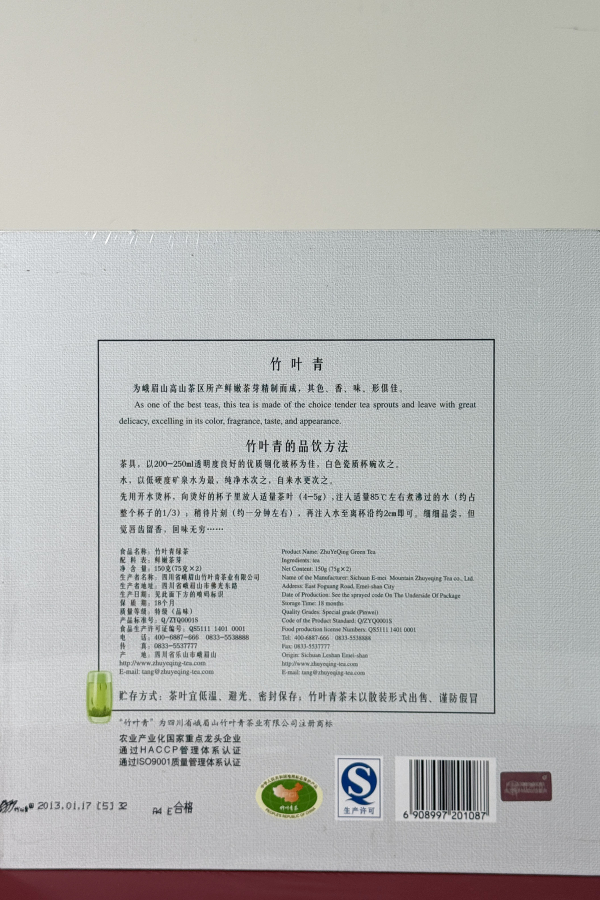 竹叶青
为峨眉山高山茶区所产鲜嫩茶芽精制而成，其色、香、味、形俱佳。
As one of the best teas, this tea is made of the choice tender tea sprouts and leave with great
delicacy, excelling in its color, fragrance, taste, and appearance.
竹叶青的品饮方法
茶具，以200-250ml透明度良好的优质钢化玻杯为佳，白色瓷质杯碗次之。
水，以低硬度矿泉水为最，纯净水次之，自来水更次之。
先用开水烫杯，向烫好的杯子里放入适量茶叶（4-5g），注入适量85℃左右煮沸过的水（约占
整个杯子的1/3）；稍待片刻（约一分钟左右），再注入水至离杯沿约2cm即可。细细品尝，但
觉唇齿留香，回味无穷……
食品名称：竹叶青绿茶
配 料 表：鲜嫩茶芽
净 含 量：150克(75克×2)
生产者名称：四川省峨眉山竹叶青茶业有限公司
生产者地址：四川省峨眉山市佛光东路
生产日期：见此面下方的喷码标识
保 质 期：18个月
质量等级：特级（品味）
产品标准号：Q/ZYQ0001S
食品生产许可证编号：QS5111 1401 0001
电 话：400-6887-666 0833-5538888
传 真：0833-5537777
产 地：四川省乐山市峨眉山
http://www.zhuyeqing-tea.com
E-mail: tang@zhuyeqing-tea.com
Product Name: ZhuYeQing Green Tea
Ingredients: tea
Net Content: 150g (75g×2)
Name of the Manufacturer: Sichuan E-mei Mountain Zhuyeqing Tea co., Ltd.
Address: East Foguang Road, Emei-shan City
Date of Production: See the sprayed code On The Underside Of Package
Storage Time: 18 months
Quality Grades: Special grade (Pinwei)
Code of the Product Standard: Q/ZYQ0001S
Food production license Numbers: QS5111 1401 0001
Tel: 400-6887-666 0833-5538888
Fax: 0833-5537777
Origin: Sichuan Leshan Emei-shan
http://www.zhuyeqing-tea.com
E-mail: tang@zhuyeqing-tea.com
贮存方式：茶叶宜低温、避光、密封保存；竹叶青茶未以散装形式出售、谨防假冒
“竹叶青”为四川省峨眉山竹叶青茶业有限公司注册商标
农业产业化国家重点龙头企业
通过HACCP管理体系认证
通过ISO9001质量管理体系认证
2013.01.17 [5] 32
A4 E 合格
生产许可
6 908997 201087